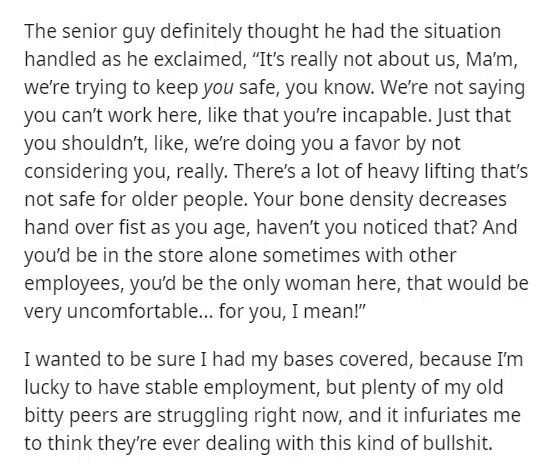 The senior guy definitely thought he had the situation
handled as he exclaimed, “It’s really not about us, Ma’m,
we’re trying to keep you safe, you know. We’re not saying
you can’t work here, like that you’re incapable. Just that
you shouldn’t, like, we’re doing you a favor by not
considering you, really. There’s a lot of heavy lifting that’s
not safe for older people. Your bone density decreases
hand over fist as you age, haven’t you noticed that? And
you’d be in the store alone sometimes with other
employees, you’d be the only woman here, that would be
very uncomfortable... for you, I mean!”
I wanted to be sure I had my bases covered, because I’m
lucky to have stable employment, but plenty of my old
bitty peers are struggling right now, and it infuriates me
to think they’re ever dealing with this kind of bullshit.